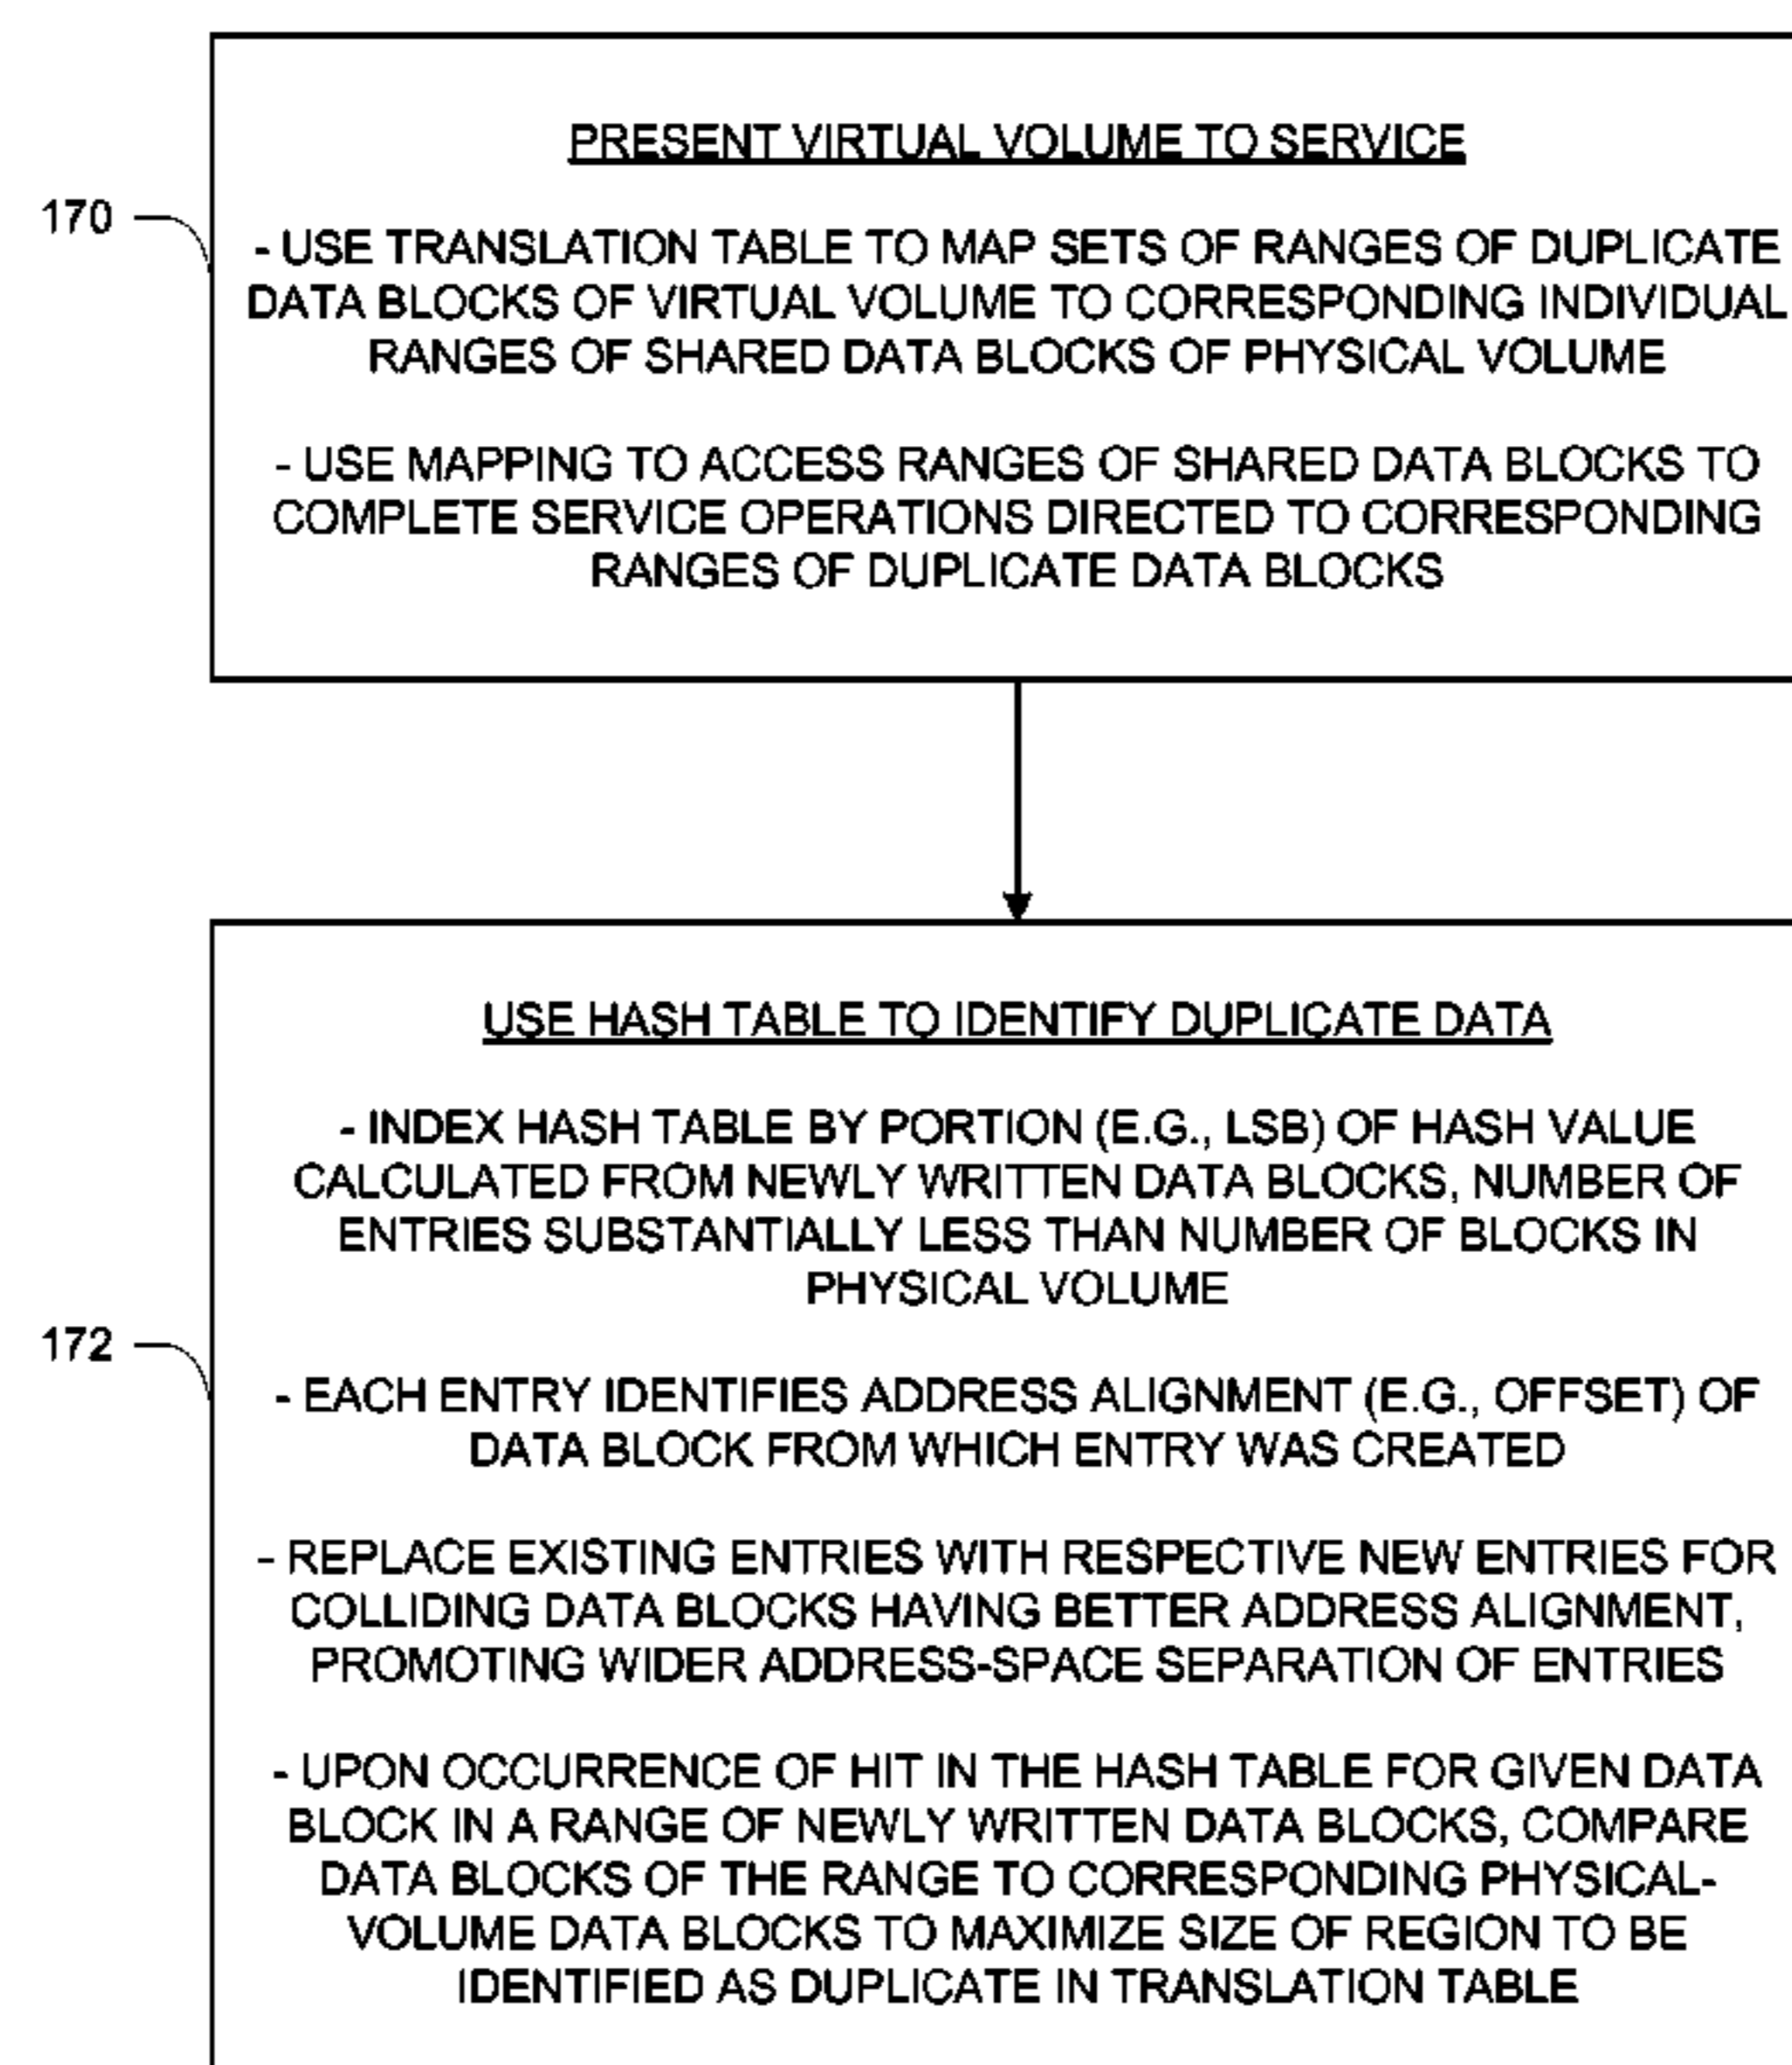 PRESENT VIRTUAL VOLUME TO SERVICE
170
- USE TRANSLATION TABLE TO MAP SETS OF RANGES OF DUPLICATE
DATA BLOCKS OF VIRTUAL VOLUME TO CORRESPONDING INDIVIDUAL
RANGES OF SHARED DATA BLOCKS OF PHYSICAL VOLUME
- USE MAPPING TO ACCESS RANGES OF SHARED DATA BLOCKS TO
COMPLETE SERVICE OPERATIONS DIRECTED TO CORRESPONDING
RANGES OF DUPLICATE DATA BLOCKS
USE HASH TABLE TO IDENTIFY DUPLICATE DATA
- INDEX HASH TABLE BY PORTION (E.G., LSB) OF HASH VALUE
CALCULATED FROM NEWLY WRITTEN DATA BLOCKS, NUMBER OF
ENTRIES SUBSTANTIALLY LESS THAN NUMBER OF BLOCKS IN
PHYSICAL VOLUME
172
- EACH ENTRY IDENTIFIES ADDRESS ALIGNMENT (E.G., OFFSET) OF
DATA BLOCK FROM WHICH ENTRY WAS CREATED
- REPLACE EXISTING ENTRIES WITH RESPECTIVE NEW ENTRIES FOR
COLLIDING DATA BLOCKS HAVING BETTER ADDRESS ALIGNMENT,
PROMOTING WIDER ADDRESS-SPACE SEPARATION OF ENTRIES
- UPON OCCURRENCE OF HIT IN THE HASH TABLE FOR GIVEN DATA
BLOCK IN A RANGE OF NEWLY WRITTEN DATA BLOCKS, COMPARE
DATA BLOCKS OF THE RANGE TO CORRESPONDING PHYSICAL-
VOLUME DATA BLOCKS TO MAXIMIZE SIZE OF REGION TO BE
IDENTIFIED AS DUPLICATE IN TRANSLATION TABLE